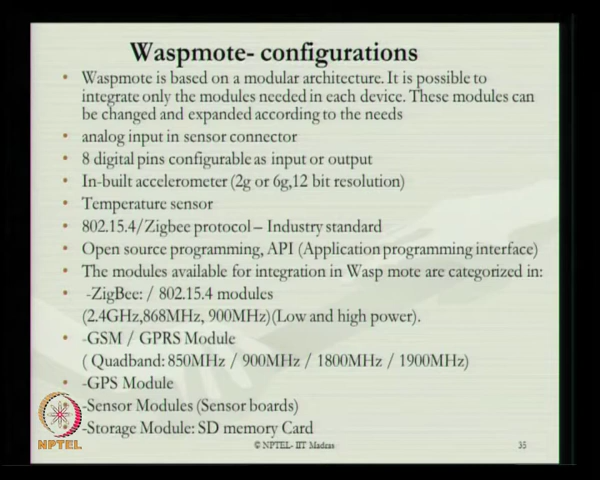 Waspmote- configurations
• Waspmote is based on a modular architecture. It is possible to
integrate only the modules needed in each device. These modules can
be changed and expanded according to the needs
• analog input in sensor connector
• 8 digital pins configurable as input or output
• In-built accelerometer (2g or 6g,12 bit resolution)
• Temperature sensor
• 802.15.4/Zigbee protocol – Industry standard
• Open source programming, API (Application programming interface)
• The modules available for integration in Wasp mote are categorized in:
• -ZigBee: / 802.15.4 modules
(2.4GHz,868MHz, 900MHz)(Low and high power).
• -GSM / GPRS Module
( Quadband: 850MHz / 900MHz / 1800MHz / 1900MHz)
• -GPS Module
-Sensor Modules (Sensor boards)
-Storage Module: SD memory Card
NPTEL
© NPTEL- IIT Madras
35